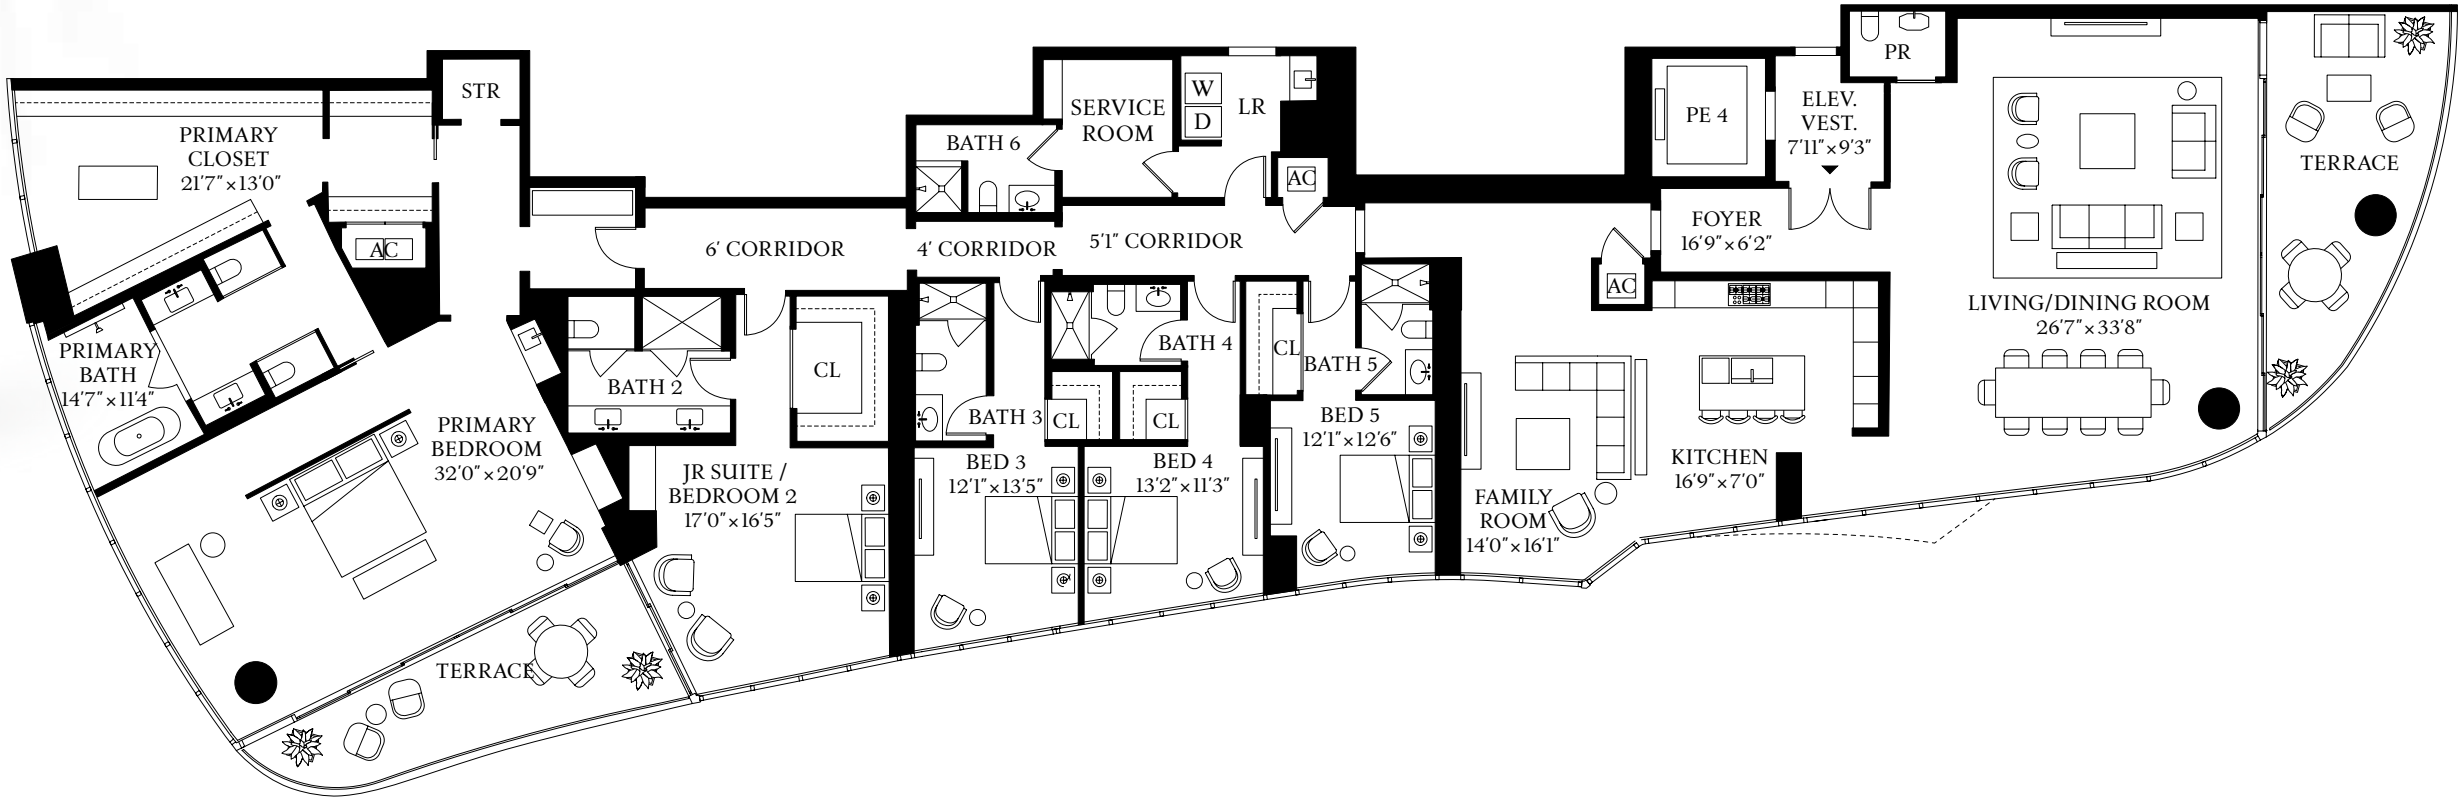 STR
PRIMARY
CLOSET
21'7"×13'0"
AC
PRIMARY
BATH
14'7"×11'4"
PRIMARY
BEDROOM
32'0"×20'9"
TERRACE
6' CORRIDOR
BATH 2
CL
JR SUITE /
BEDROOM 2
17'0"×16'5"
BATH 6
SERVICE
ROOM
W
D
LR
AC
4' CORRIDOR
5'1" CORRIDOR
BATH 3
CL
BED 3
12'1"×13'5"
BATH 4
CL
BED 4
13'2"×11'3"
CL
BATH 5
BED 5
12'1"×12'6"
PE 4
ELEV.
VEST.
7'11"×9'3"
PR
FOYER
16'9"×6'2"
AC
KITCHEN
16'9"×7'0"
FAMILY
ROOM
14'0"×16'1"
LIVING/DINING ROOM
26'7"×33'8"
TERRACE